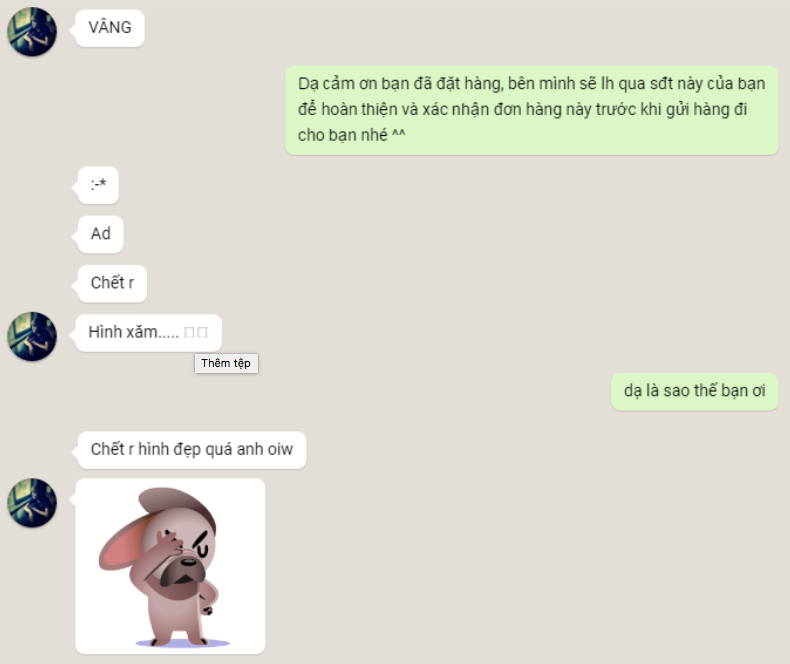 VÂNG
Dạ cảm ơn bạn đã đặt hàng, bên mình sẽ lh qua sđt này của bạn
để hoàn thiện và xác nhận đơn hàng này trước khi gửi hàng đi
cho bạn nhé ^^
:-*
Ad
Chết r
Hình xăm..... □□
Thêm tệp
dạ là sao thế bạn ơi
Chết r hình đẹp quá anh oiw